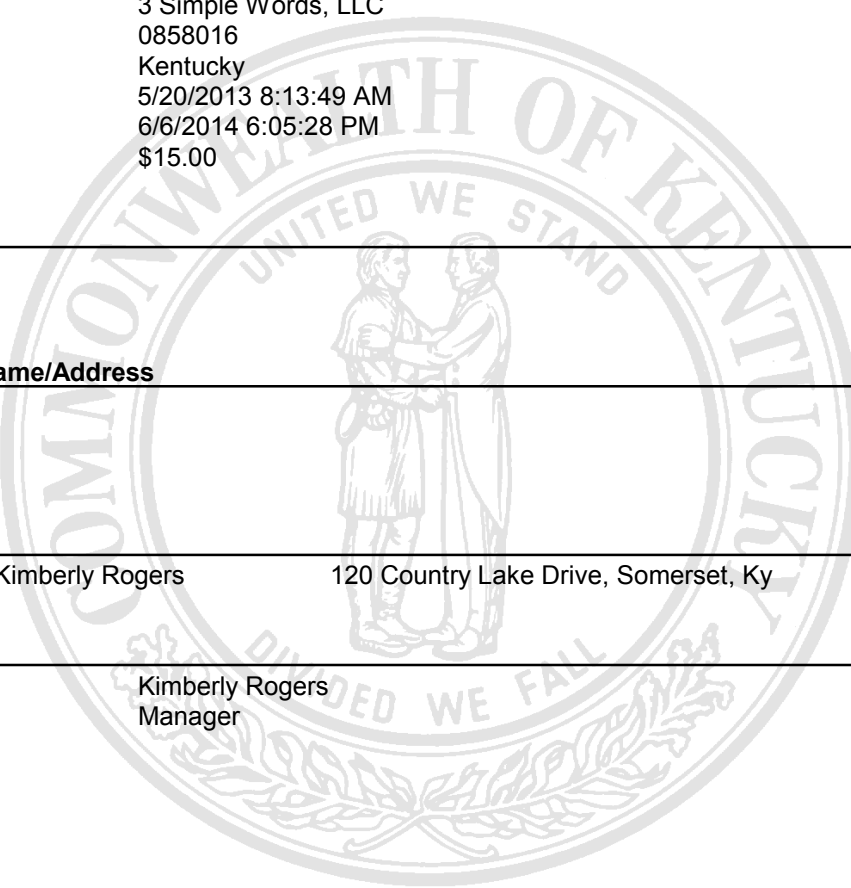 3 Simple Words, LLC
0858016
Kentucky
5/20/2013 8:13:49 AM
6/6/2014 6:05:28 PM
$15.00
COMMONWEALTH OF KENTUCKY
UNITED WE STAND
ame/Address
Kimberly Rogers 120 Country Lake Drive, Somerset, Ky
DIVIDED WE FALL
Kimberly Rogers
Manager